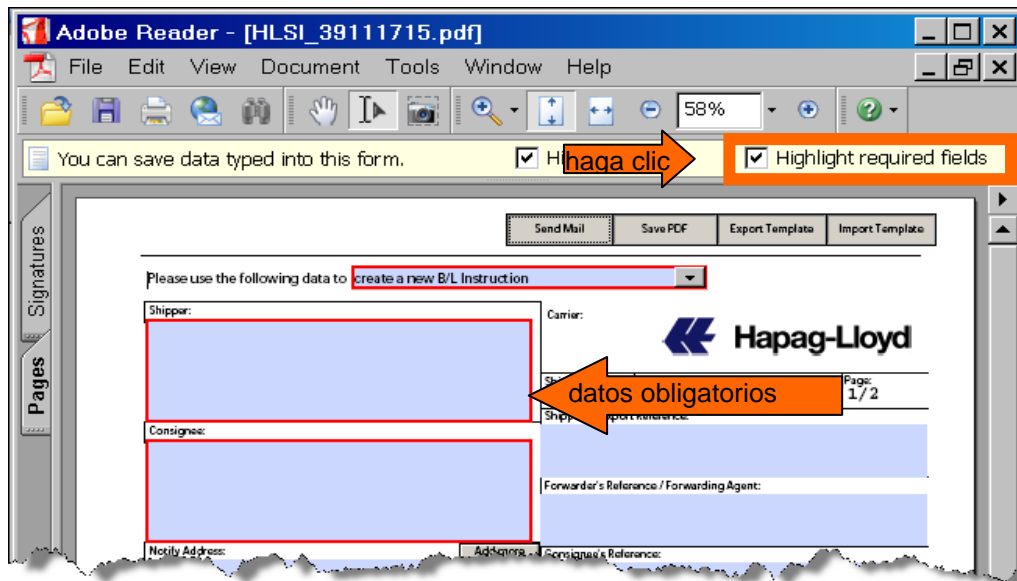 Adobe Reader - [HLSI_39111715.pdf]
File Edit View Document Tools Window Help
58%
You can save data typed into this form.
haga clic
Highlight required fields
Signatures
Pages
Send Mail
Save PDF
Export Template
Import Template
Please use the following data to create a new B/L Instruction
Shipper:
Carrier:
Hapag-Lloyd
Page:
1/2
datos obligatorios
Consignee:
Forwarder's Reference / Forwarding Agent:
Notify Address:
Consignee's Reference: